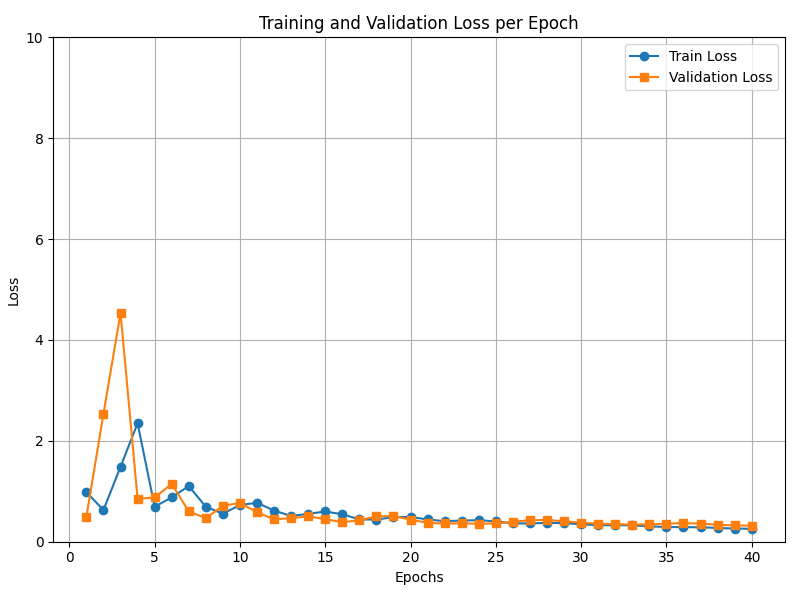 Training and Validation Loss per Epoch
Train Loss
Validation Loss
Loss
10
8
6
4
2
0
0 5 10 15 20 25 30 35 40
Epochs